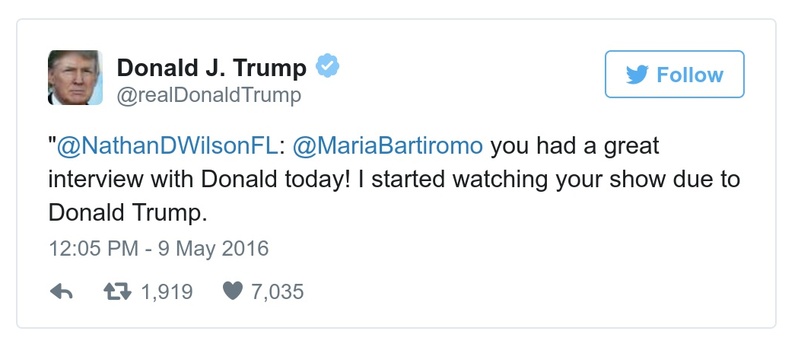 Donald J. Trump
@realDonaldTrump
Follow
"@NathanDWilsonFL: @MariaBartiromo you had a great
interview with Donald today! I started watching your show due to
Donald Trump.
12:05 PM - 9 May 2016
1,919 7,035